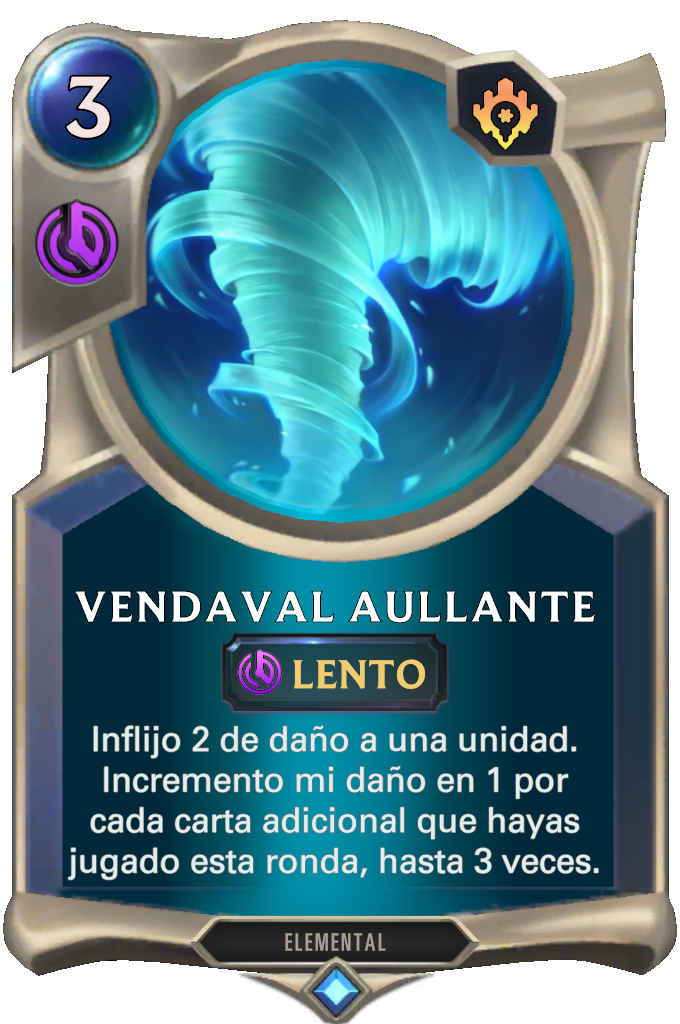 3
VENDAVAL AULLANTE
LENTO
Inflijo 2 de daño a una unidad.
Incremento mi daño en 1 por
cada carta adicional que hayas
jugado esta ronda, hasta 3 veces.
ELEMENTAL